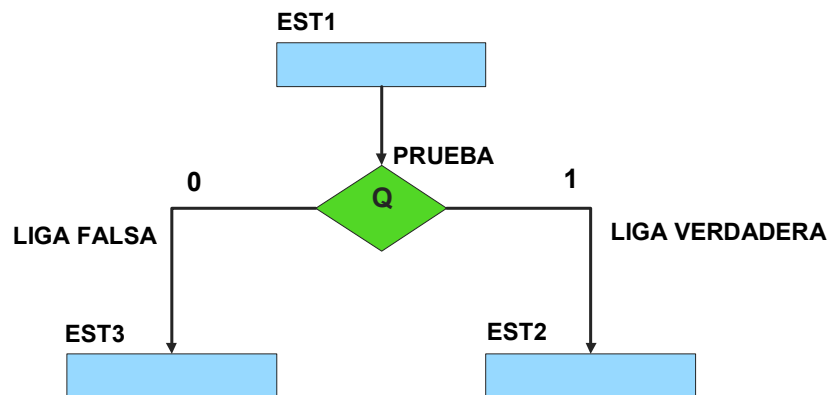 EST1
PRUEBA
0
Q
1
LIGA FALSA
LIGA VERDADERA
EST3
EST2